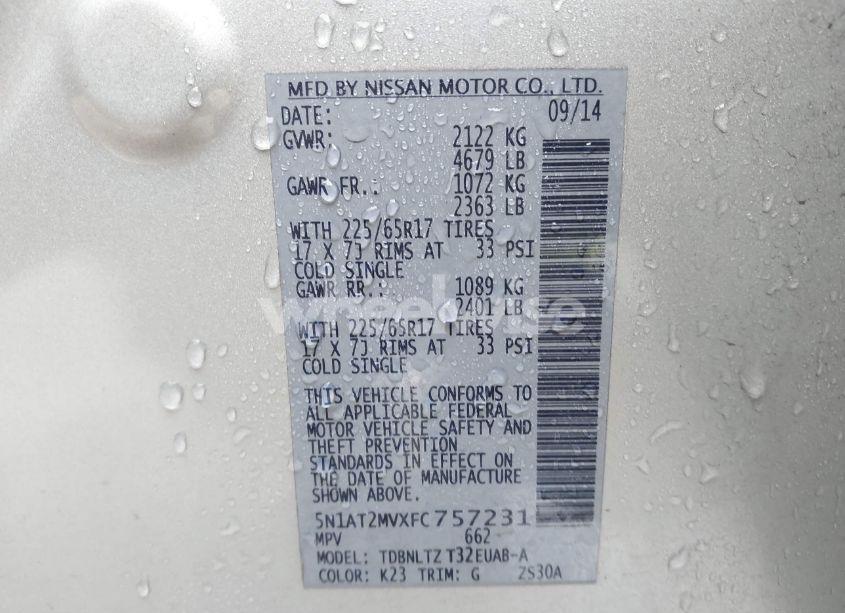 MFD BY NISSAN MOTOR CO., LTD.
DATE: 09/14
GVWR: 2122 KG
4679 LB
GAWR FR.: 1072 KG
2363 LB
WITH 225/65R17 TIRES
17 X 7J RIMS AT 33 PSI
COLD SINGLE
GAWR RR.: 1089 KG
2401 LB
WITH 225/65R17 TIRES
17 X 7J RIMS AT 33 PSI
COLD SINGLE
THIS VEHICLE CONFORMS TO
ALL APPLICABLE FEDERAL
MOTOR VEHICLE SAFETY AND
THEFT PREVENTION
STANDARDS IN EFFECT ON
THE DATE OF MANUFACTURE
SHOWN ABOVE.
5N1AT2MVXFC757231
MPV 662
MODEL: TDBNLTZ T32EUAB-A
COLOR: K23 TRIM: G ZS30A